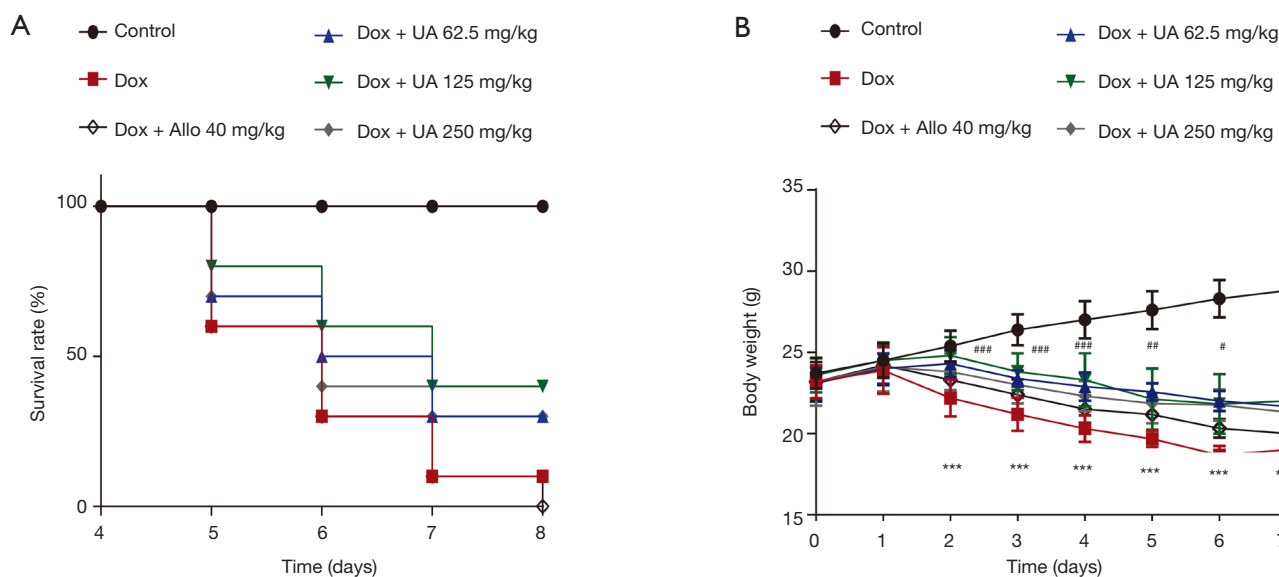 A
Control
Dox + UA 62.5 mg/kg
Dox
Dox + UA 125 mg/kg
Dox + Allo 40 mg/kg
Dox + UA 250 mg/kg
Survival rate (%)
100
50
0
4 5 6 7 8
Time (days)
B
Control
Dox + UA 62.5 mg/kg
Dox
Dox + UA 125 mg/kg
Dox + Allo 40 mg/kg
Dox + UA 250 mg/kg
Body weight (g)
35
30
25
20
15
### ### ### ## #
*** *** *** *** *** *
0 1 2 3 4 5 6 7
Time (days)